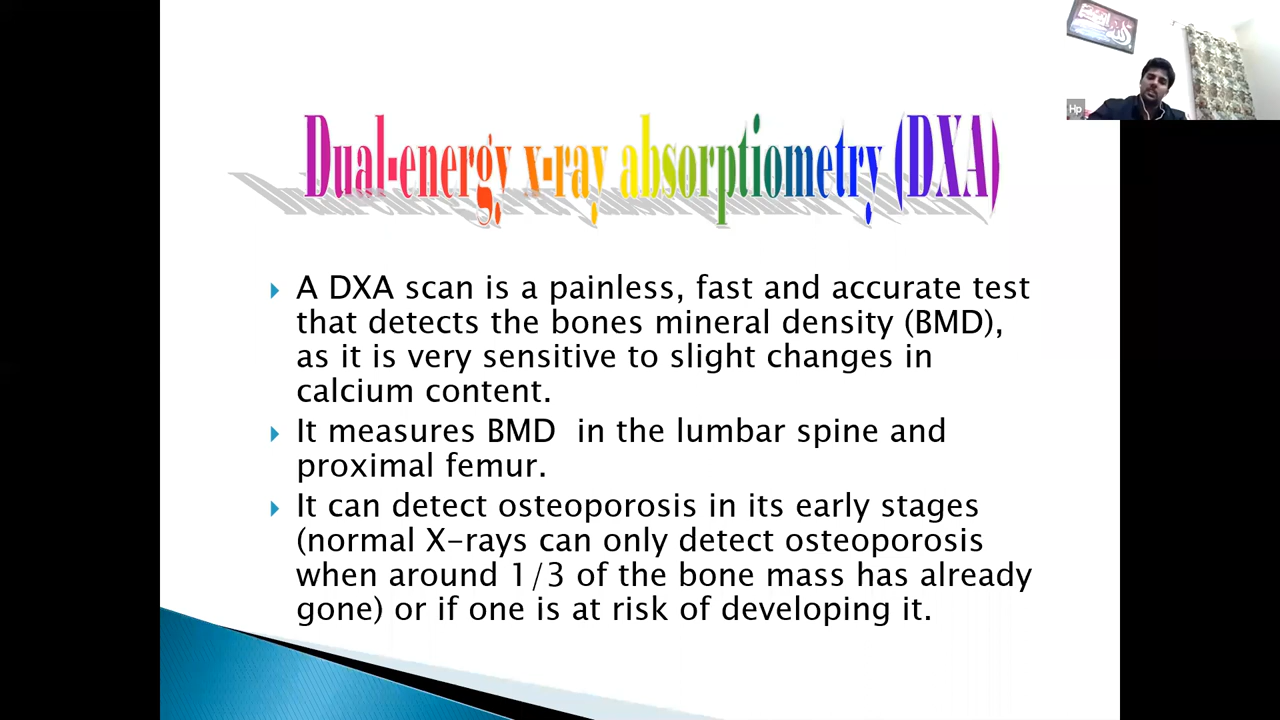 Dual-energy x-ray absorptiometry (DXA)
A DXA scan is a painless, fast and accurate test
that detects the bones mineral density (BMD),
as it is very sensitive to slight changes in
calcium content.
It measures BMD in the lumbar spine and
proximal femur.
It can detect osteoporosis in its early stages
(normal X-rays can only detect osteoporosis
when around 1/3 of the bone mass has already
gone) or if one is at risk of developing it.
Hp